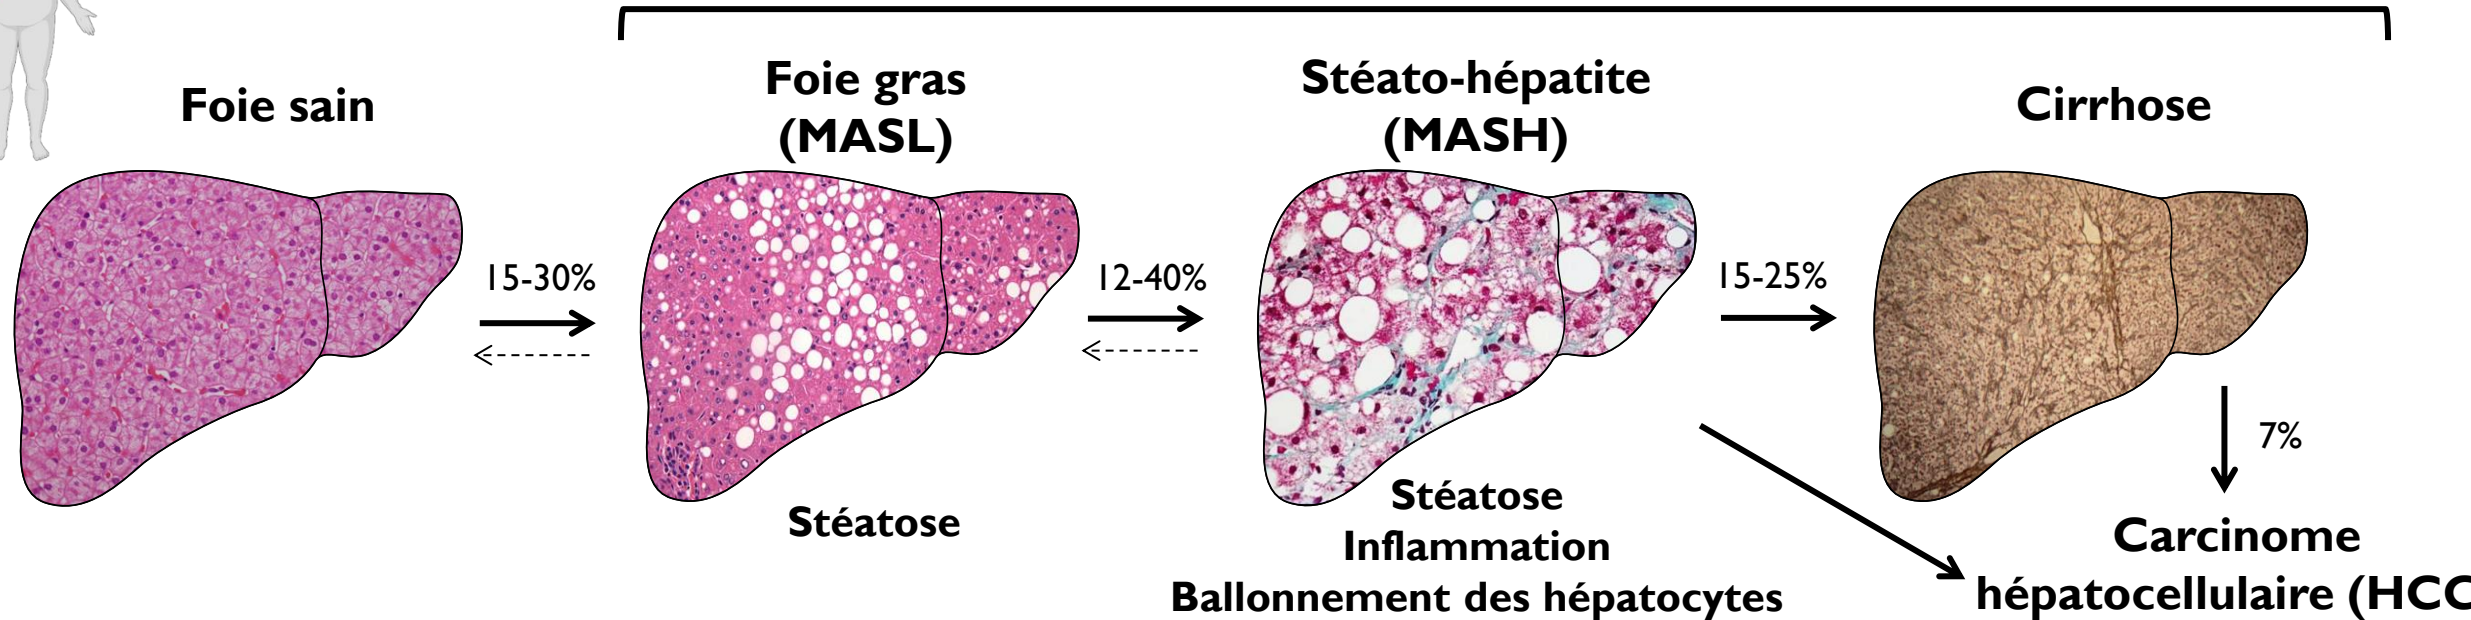 Foie sain
Foie gras
(MASL)
Stéato-hépatite
(MASH)
Cirrhose
15-30%
12-40%
15-25%
7%
Stéatose
Stéatose
Inflammation
Ballonnement des hépatocytes
Carcinome
hépatocellulaire (HCC